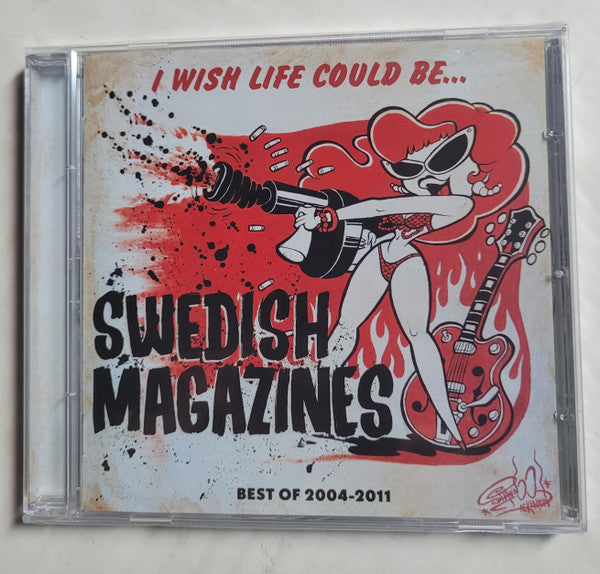 I WISH LIFE COULD BE...
SWEDISH
MAGAZINES
BEST OF 2004-2011